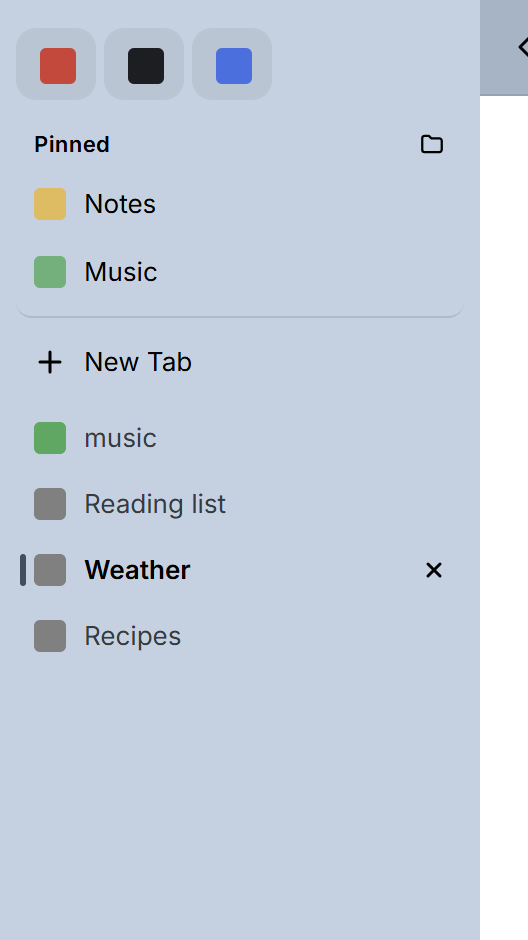 Pinned
Notes
Music
New Tab
music
Reading list
Weather
Recipes